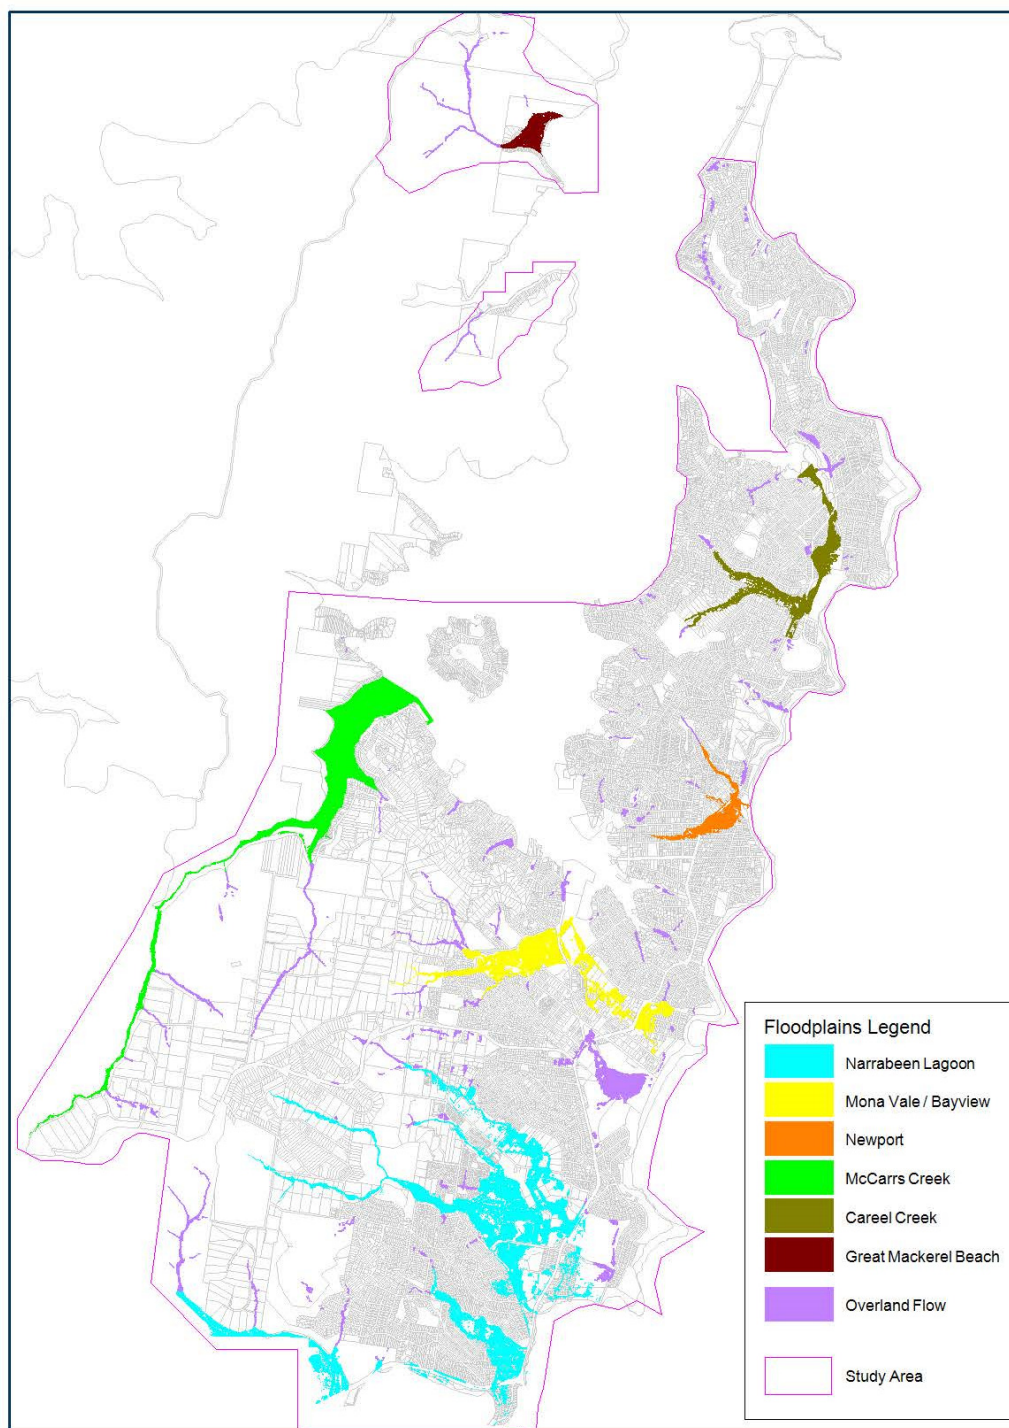 Floodplains Legend
Narrabeen Lagoon
Mona Vale / Bayview
Newport
McCarrs Creek
Careel Creek
Great Mackerel Beach
Overland Flow
Study Area